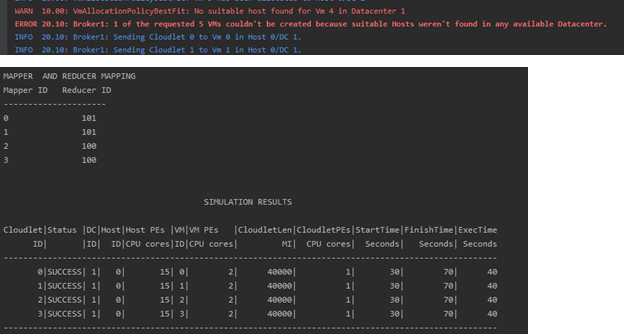 WARN  10.00: VmAllocationPolicyBestFit: No suitable host found for Vm 4 in Datacenter 1
ERROR 20.10: Broker1: 1 of the requested 5 VMs couldn't be created because suitable Hosts weren't found in any available Datacenter.
INFO  20.10: Broker1: Sending Cloudlet 0 to Vm 0 in Host 0/DC 1.
INFO  20.10: Broker1: Sending Cloudlet 1 to Vm 1 in Host 0/DC 1.
MAPPER  AND REDUCER MAPPING
Mapper ID   Reducer ID
---------------------
0               101
1               101
2               100
3               100
SIMULATION RESULTS
Cloudlet|Status |DC|Host|Host PEs |VM|VM PEs   |CloudletLen|CloudletPEs|StartTime|FinishTime|ExecTime
ID|       |ID|  ID|CPU cores|ID|CPU cores|         MI|  CPU cores|  Seconds|   Seconds| Seconds
-----------------------------------------------------------------------------------------------------
0|SUCCESS| 1|   0|       15| 0|        2|      40000|          1|       30|        70|      40
1|SUCCESS| 1|   0|       15| 1|        2|      40000|          1|       30|        70|      40
2|SUCCESS| 1|   0|       15| 2|        2|      40000|          1|       30|        70|      40
3|SUCCESS| 1|   0|       15| 3|        2|      40000|          1|       30|        70|      40
-----------------------------------------------------------------------------------------------------